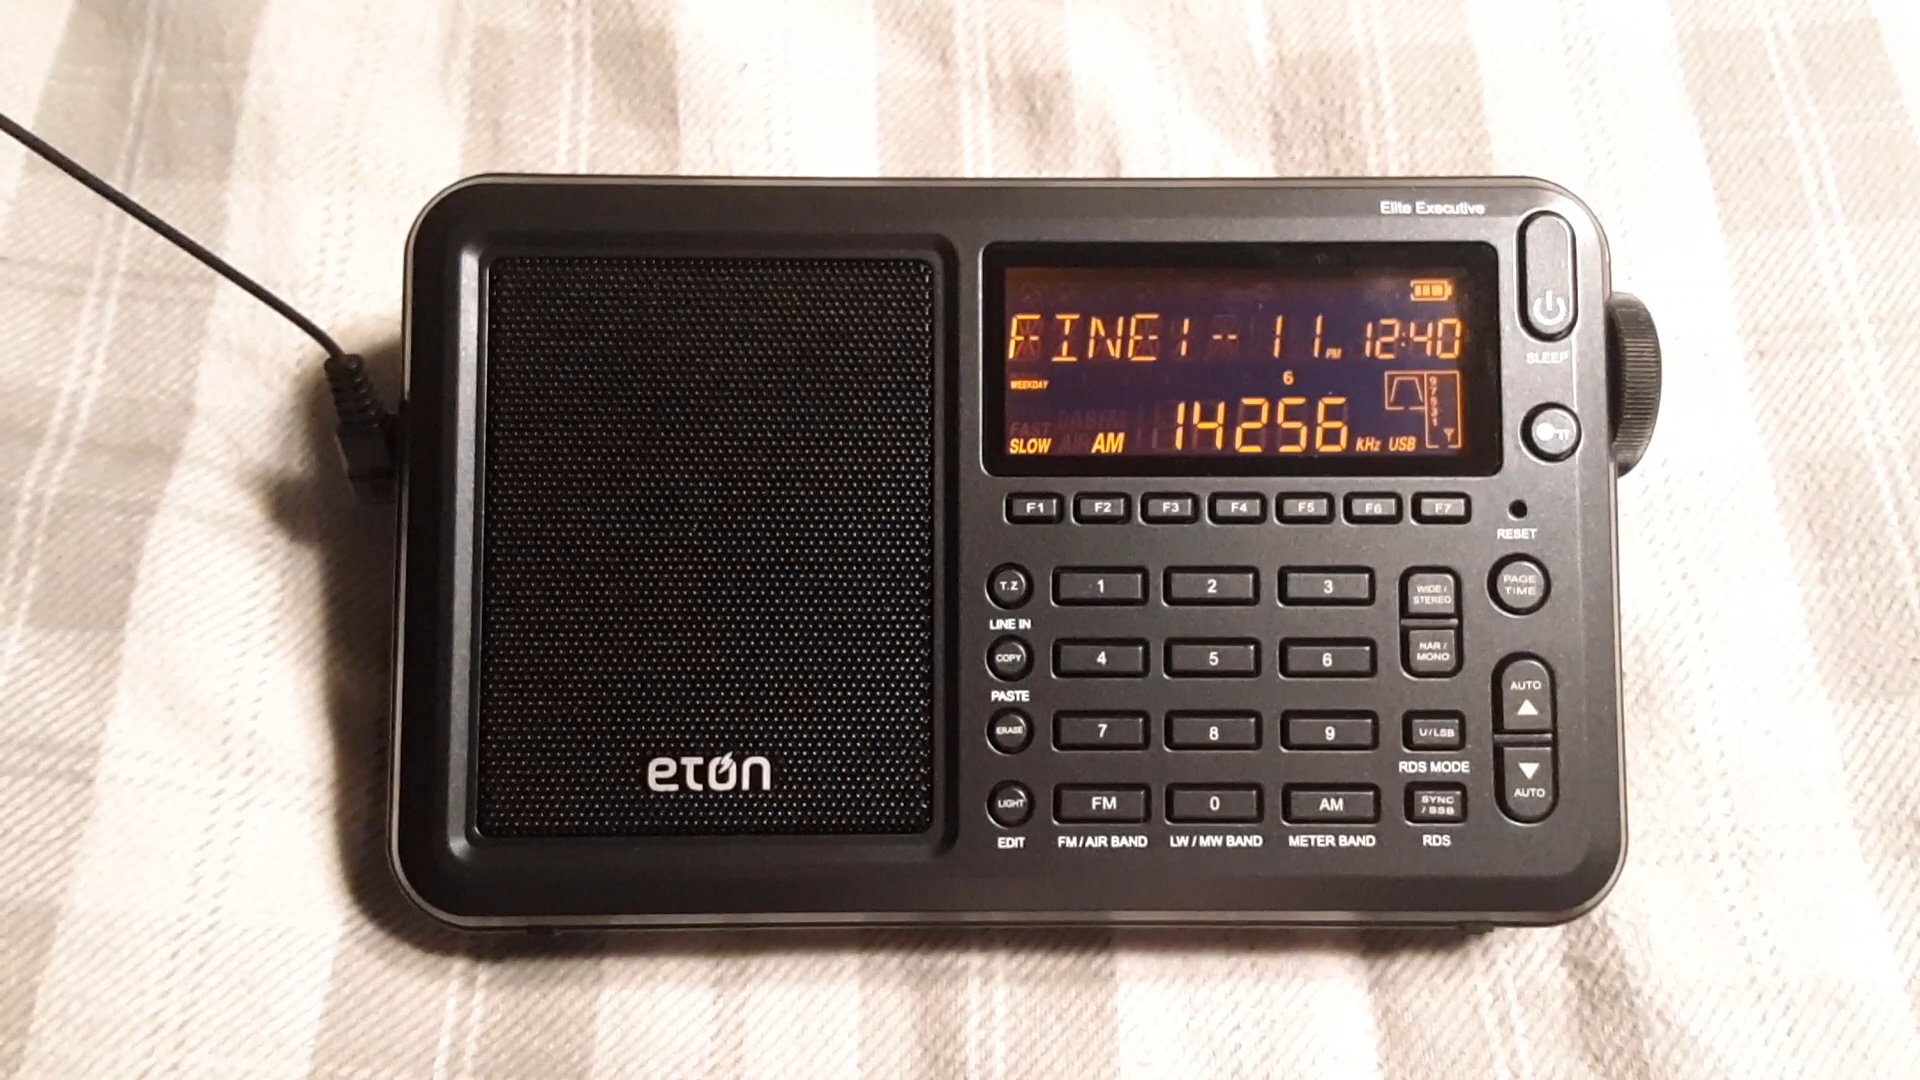 Elite Executive
FINE1 -- 11 PM 12:40
WEEKDAY 6
97531
SLOW AM 14256 kHz USB
SLEEP
F1 F2 F3 F4 F5 F6 F7
RESET
T.Z 1 2 3 WIDE / STEREO PAGE TIME
LINE IN
COPY 4 5 6 NAR / MONO
PASTE
AUTO
ERASE 7 8 9 U/LSB
RDS MODE
AUTO
LIGHT FM 0 AM SYNC / SSB
EDIT FM / AIR BAND LW / MW BAND METER BAND RDS
etón